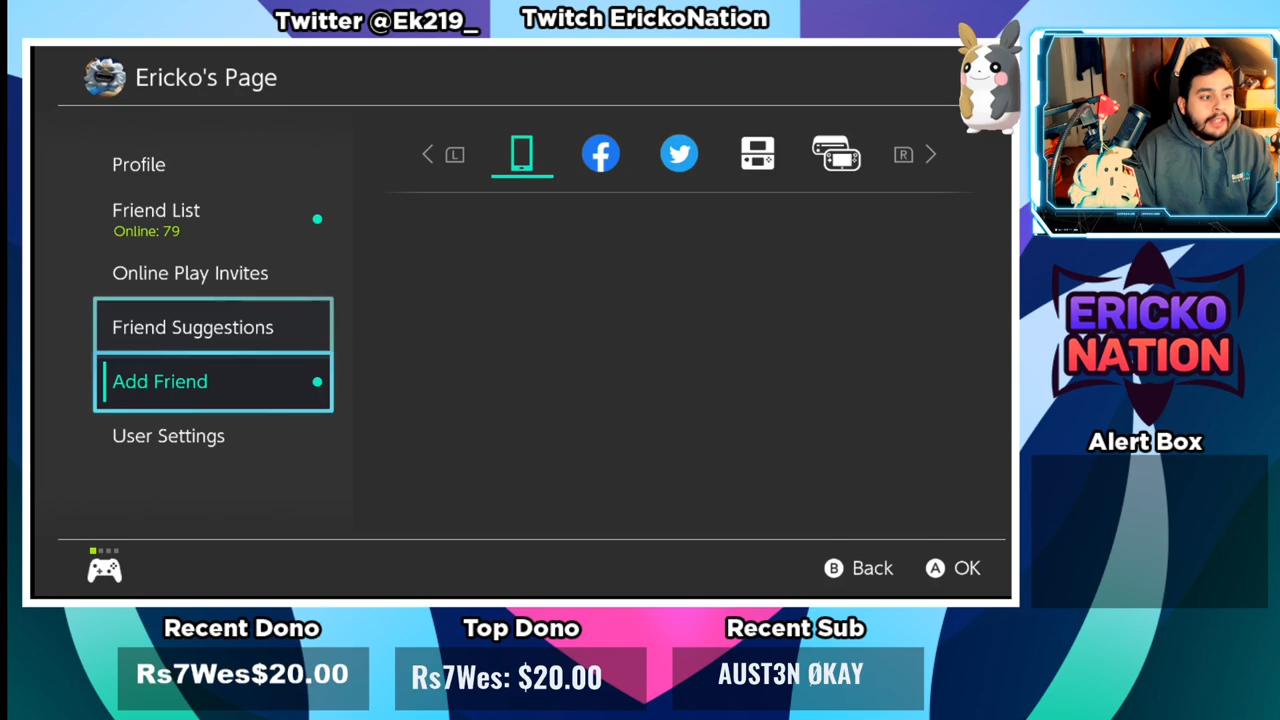 Twitter @Ek219_
Twitch ErickoNation
Ericko's Page
L
R
Profile
Friend List
Online: 79
Online Play Invites
Friend Suggestions
Add Friend
User Settings
B Back
A OK
ERICKO
NATION
Alert Box
Recent Dono
Top Dono
Recent Sub
Rs7Wes$20.00
Rs7Wes: $20.00
AUST3N ØKAY